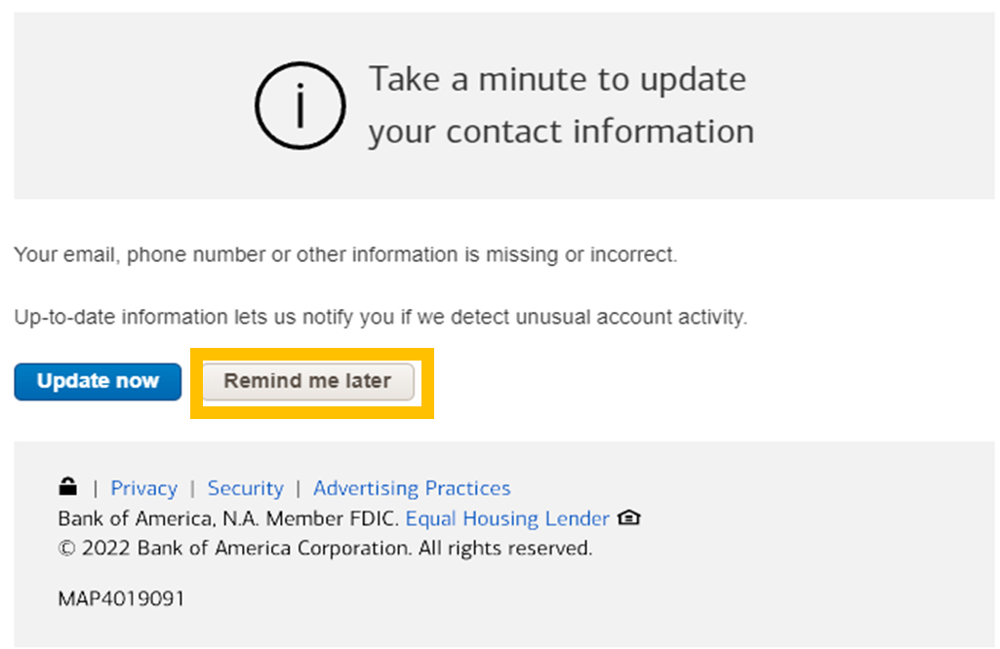 Take a minute to update
your contact information
Your email, phone number or other information is missing or incorrect.
Up-to-date information lets us notify you if we detect unusual account activity.
Update now
Remind me later
| Privacy | Security | Advertising Practices
Bank of America, N.A. Member FDIC. Equal Housing Lender
© 2022 Bank of America Corporation. All rights reserved.
MAP4019091